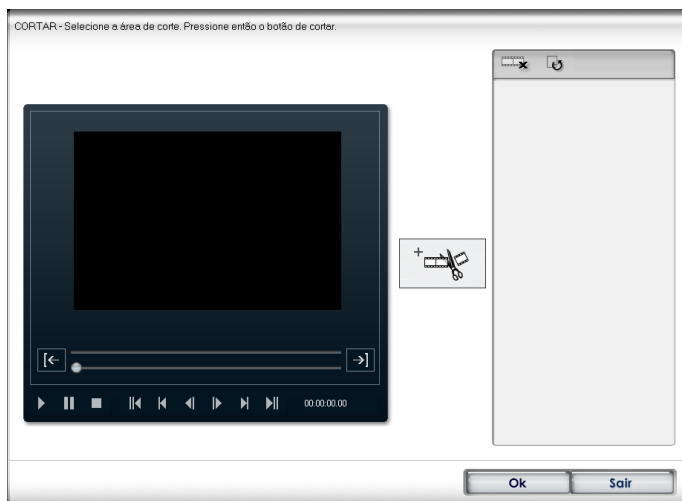 CORTAR - Selecione a área de corte. Pressione então o botão de cortar.
00:00:00.00
Ok
Sair